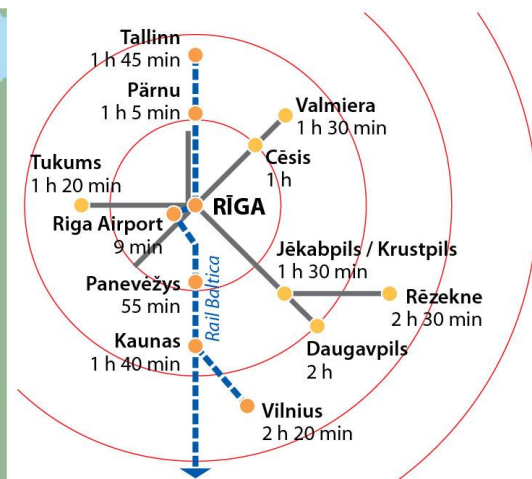 Tallinn
1 h 45 min
Pärnu
1 h 5 min
Valmiera
1 h 30 min
Cēsis
1 h
Tukums
1 h 20 min
RĪGA
Riga Airport
9 min
Jēkabpils / Krustpils
1 h 30 min
Panevėžys
55 min
Rail Baltica
Rēzekne
2 h 30 min
Kaunas
1 h 40 min
Daugavpils
2 h
Vilnius
2 h 20 min